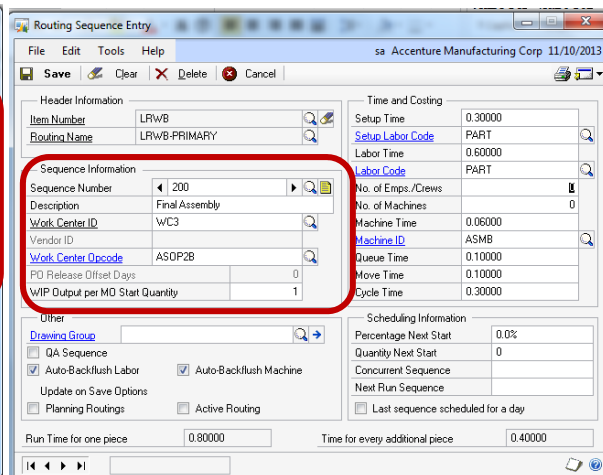 Routing Sequence Entry
File Edit Tools Help
sa Accenture Manufacturing Corp 11/10/2013
Save Clear Delete Cancel
Header Information
Item Number LRWB
Routing Name LRWB-PRIMARY
Sequence Information
Sequence Number 200
Description Final Assembly
Work Center ID WC3
Vendor ID
Work Center Opcode ASOP2B
PO Release Offset Days 0
WIP Output per MO Start Quantity 1
Time and Costing
Setup Time 0.30000
Setup Labor Code PART
Labor Time 0.60000
Labor Code PART
No. of Emps./Crews
No. of Machines 0
Machine Time 0.06000
Machine ID ASMB
Queue Time 0.10000
Move Time 0.10000
Cycle Time 0.30000
Other
Drawing Group
QA Sequence
Auto-Backflush Labor Auto-Backflush Machine
Update on Save Options
Planning Routings Active Routing
Scheduling Information
Percentage Next Start 0.0%
Quantity Next Start 0
Concurrent Sequence
Next Run Sequence
Last sequence scheduled for a day
Run Time for one piece 0.80000 Time for every additional piece 0.40000